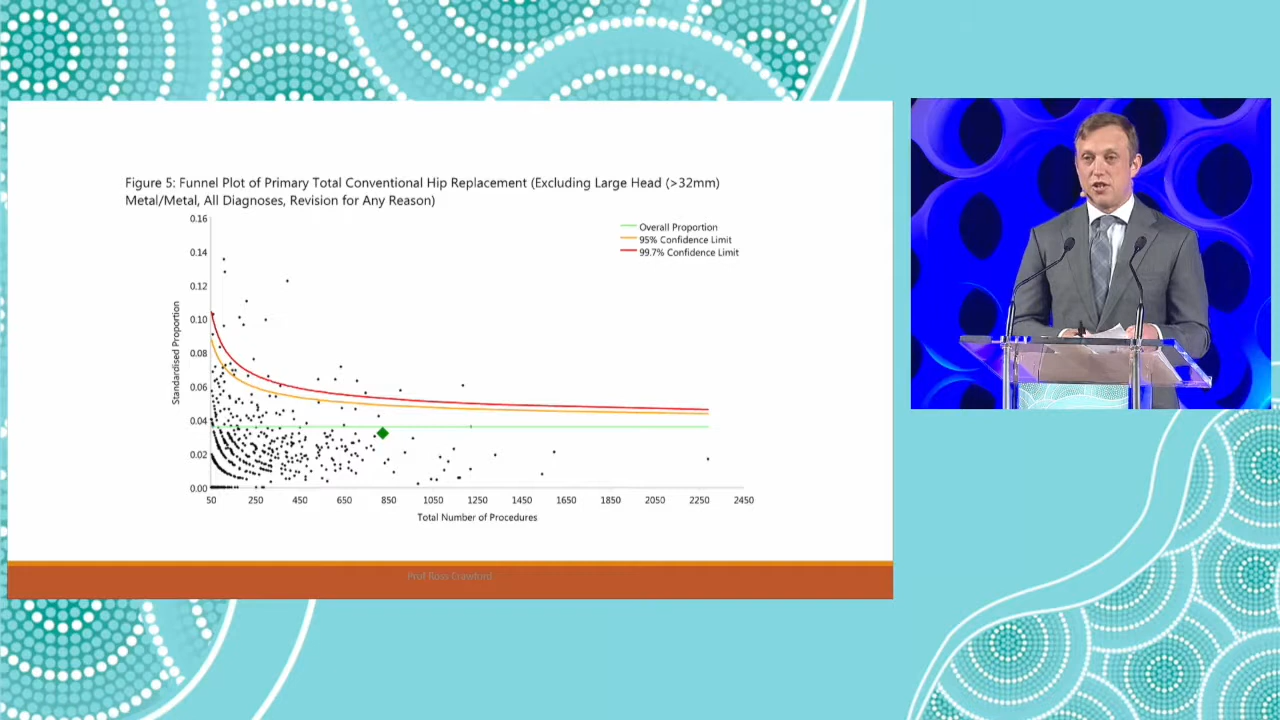 Figure 5: Funnel Plot of Primary Total Conventional Hip Replacement (Excluding Large Head (>32mm)
Metal/Metal, All Diagnoses, Revision for Any Reason)
Overall Proportion
95% Confidence Limit
99.7% Confidence Limit
Standardised Proportion
0.16
0.14
0.12
0.10
0.08
0.06
0.04
0.02
0.00
50 250 450 650 850 1050 1250 1450 1650 1850 2050 2250 2450
Total Number of Procedures
Prof Ross Crawford